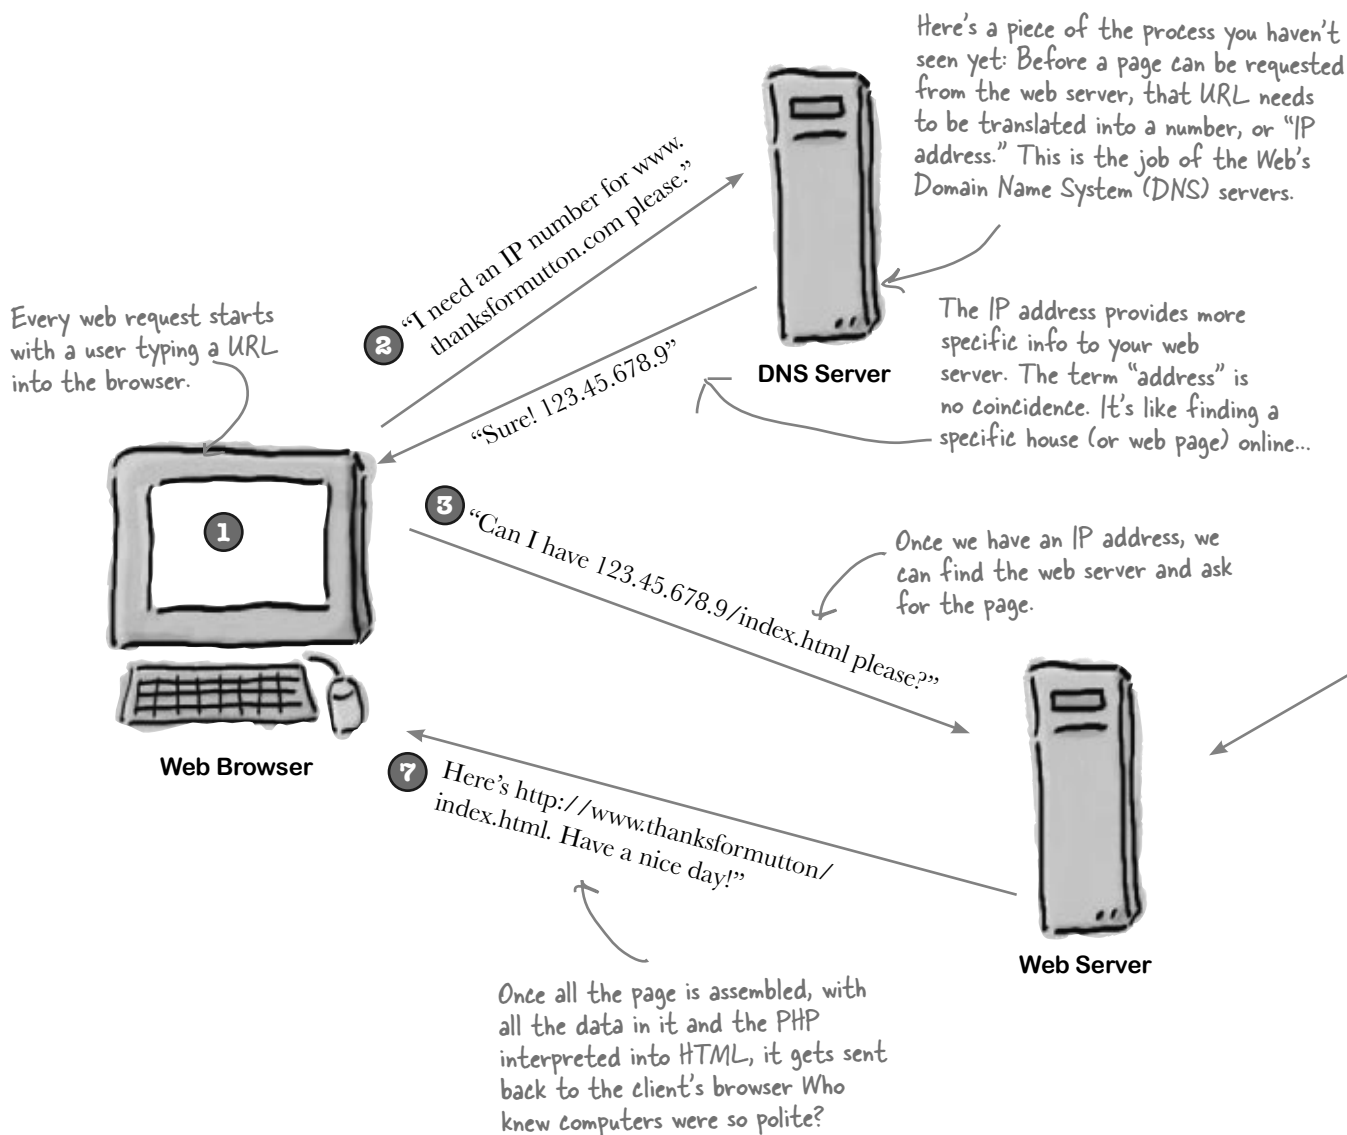 Here's a piece of the process you haven't
seen yet: Before a page can be requested
from the web server, that URL needs
to be translated into a number, or “IP
address.” This is the job of the Web's
Domain Name System (DNS) servers.
Every web request starts
with a user typing a URL
into the browser.
2
“I need an IP number for www.
thanksformutton.com please.”
“Sure! 123.45.678.9”
DNS Server
The IP address provides more
specific info to your web
server. The term “address” is
no coincidence. It's like finding a
specific house (or web page) online...
1
3
“Can I have 123.45.678.9/index.html please?”
Once we have an IP address, we
can find the web server and ask
for the page.
Web Browser
7
Here's http://www.thanksformutton/
index.html. Have a nice day!”
Web Server
Once all the page is assembled, with
all the data in it and the PHP
interpreted into HTML, it gets sent
back to the client's browser Who
knew computers were so polite?